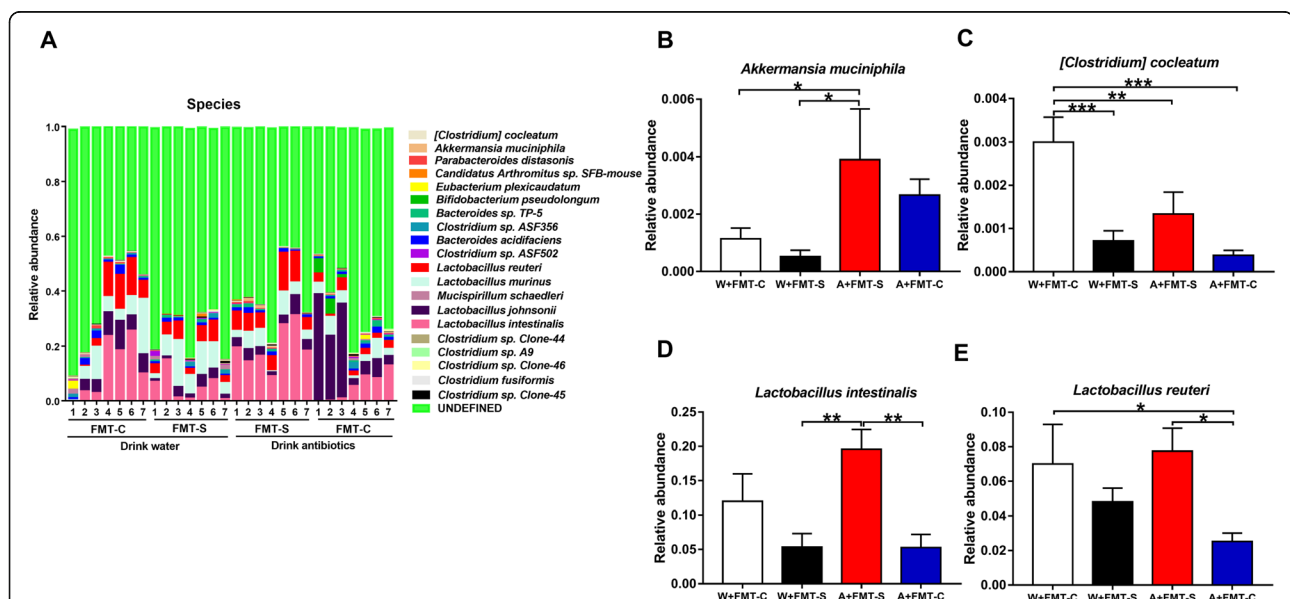 A
Species
Relative abundance
1.0
0.8
0.6
0.4
0.2
0.0
1 2 3 4 5 6 7 1 2 3 4 5 6 7 1 2 3 4 5 6 7 1 2 3 4 5 6 7
FMT-C FMT-S FMT-S FMT-C
Drink water Drink antibiotics
[Clostridium] cocleatum
Akkermansia muciniphila
Parabacteroides distasonis
Candidatus Arthromitus sp. SFB-mouse
Eubacterium plexicaudatum
Bifidobacterium pseudolongum
Bacteroides sp. TP-5
Clostridium sp. ASF356
Bacteroides acidifaciens
Clostridium sp. ASF502
Lactobacillus reuteri
Lactobacillus murinus
Mucispirillum schaedleri
Lactobacillus johnsonii
Lactobacillus intestinalis
Clostridium sp. Clone-44
Clostridium sp. A9
Clostridium sp. Clone-46
Clostridium fusiformis
Clostridium sp. Clone-45
UNDEFINED
B
Akkermansia muciniphila
*
*
Relative abundance
0.006
0.004
0.002
0.000
W+FMT-C W+FMT-S A+FMT-S A+FMT-C
C
[Clostridium] cocleatum
***
**
***
Relative abundance
0.004
0.003
0.002
0.001
0.000
W+FMT-C W+FMT-S A+FMT-S A+FMT-C
D
Lactobacillus intestinalis
** **
Relative abundance
0.25
0.20
0.15
0.10
0.05
0.00
W+FMT-C W+FMT-S A+FMT-S A+FMT-C
E
Lactobacillus reuteri
*
*
Relative abundance
0.10
0.08
0.06
0.04
0.02
0.00
W+FMT-C W+FMT-S A+FMT-S A+FMT-C